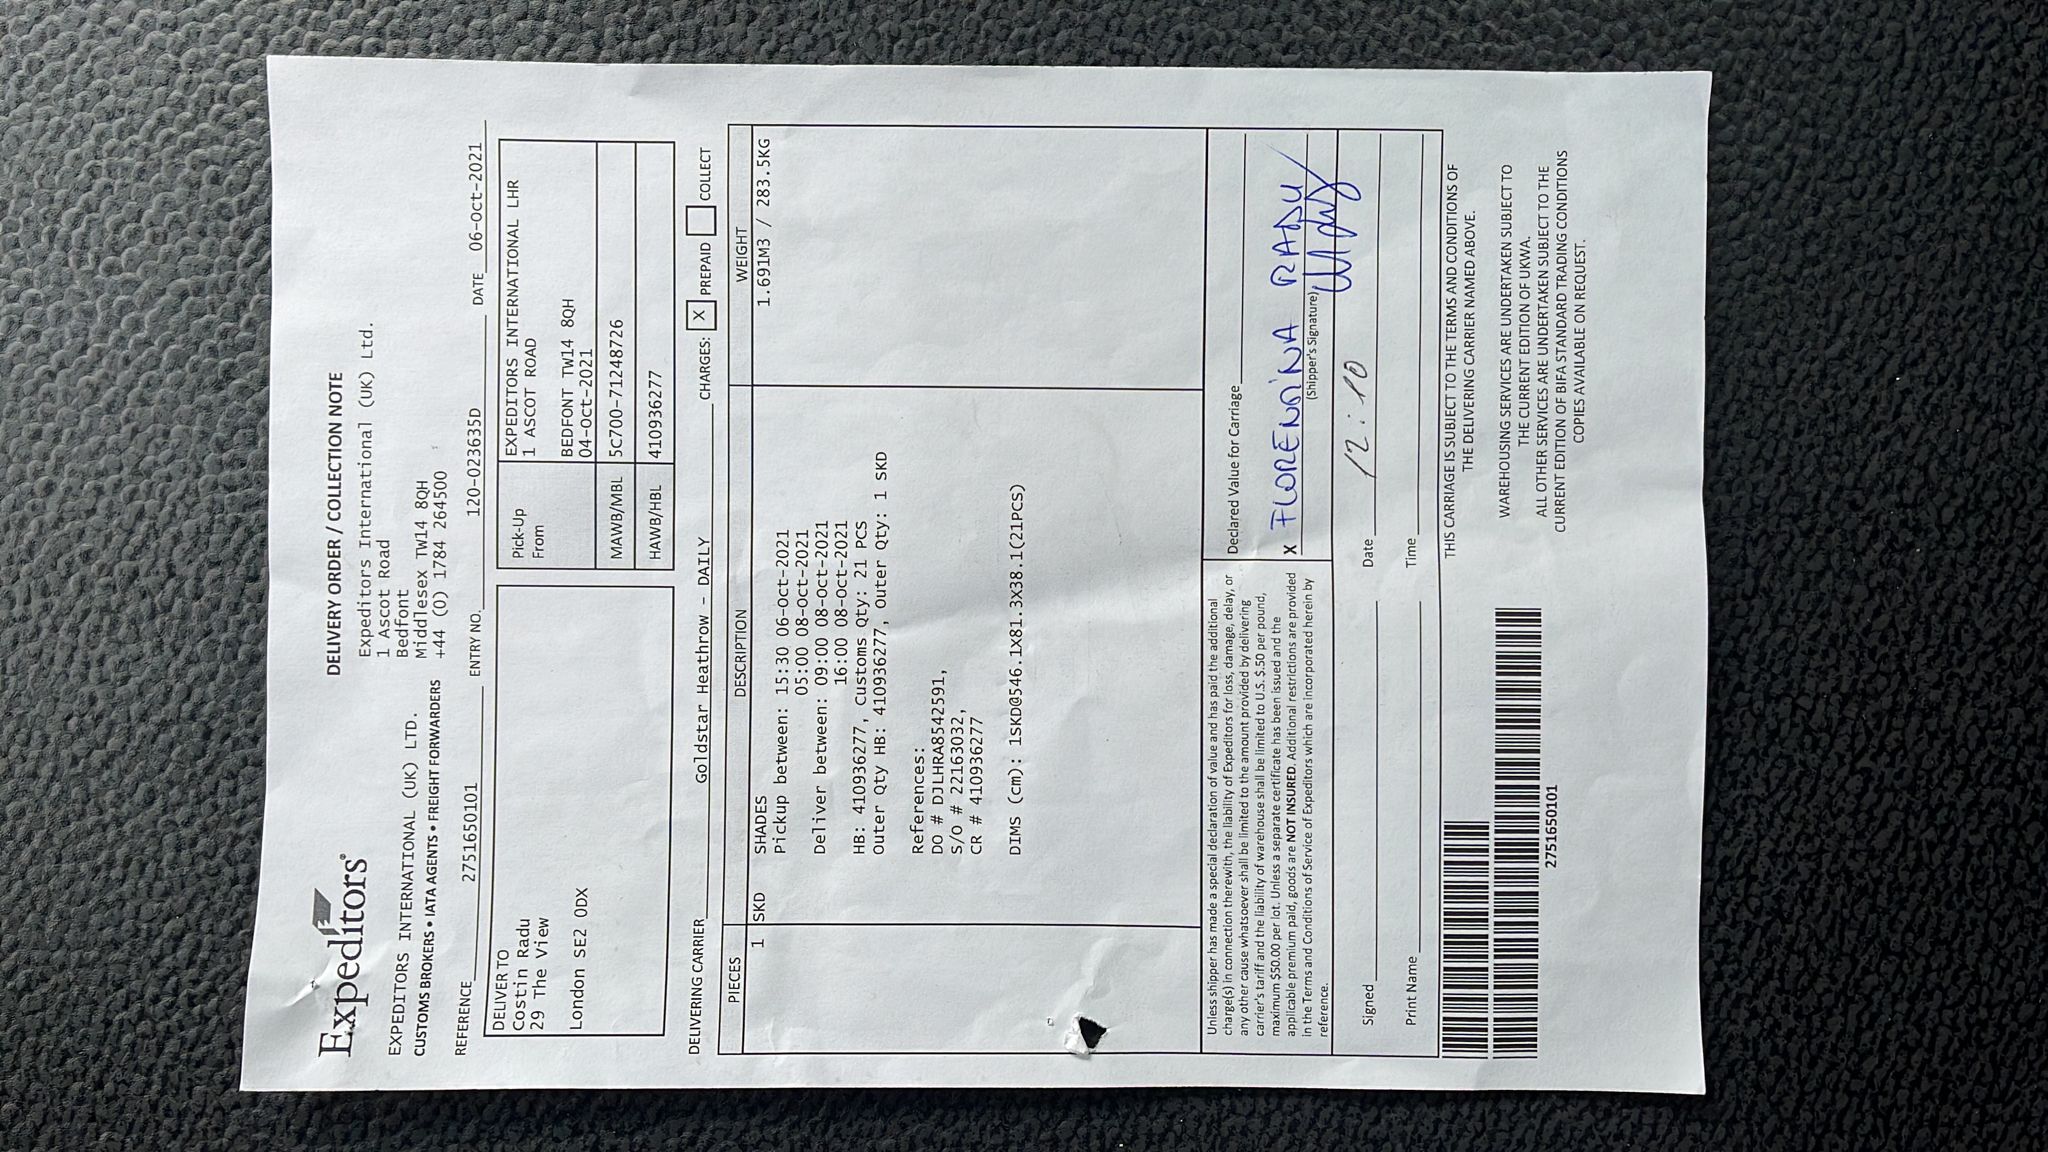 Expeditors
DELIVERY ORDER / COLLECTION NOTE
EXPEDITORS INTERNATIONAL (UK) LTD.
CUSTOMS BROKERS • IATA AGENTS • FREIGHT FORWARDERS
Expeditors International (UK) Ltd.
1 Ascot Road
Bedfont
Middlesex TW14 8QH
+44 (0) 1784 264500
REFERENCE 2751650101 ENTRY NO. 120-023635D DATE 06-Oct-2021
DELIVER TO
Costin Radu
29 The View
London SE2 0DX
Pick-Up From
EXPEDITORS INTERNATIONAL LHR
1 ASCOT ROAD
BEDFONT TW14 8QH
04-Oct-2021
MAWB/MBL 5C700-71248726
HAWB/HBL 410936277
DELIVERING CARRIER Goldstar Heathrow - DAILY CHARGES: X PREPAID COLLECT
PIECES DESCRIPTION WEIGHT
1 SKD SHADES 1.691M3 / 283.5KG
Pickup between: 15:30 06-Oct-2021
05:00 08-Oct-2021
Deliver between: 09:00 08-Oct-2021
16:00 08-Oct-2021
HB: 410936277, Customs Qty: 21 PCS
Outer Qty HB: 410936277, Outer Qty: 1 SKD
References:
DO # DJLHRA8542591,
S/O # 22163032,
CR # 410936277
DIMS (cm): 1SKD@546.1X81.3X38.1(21PCS)
Unless shipper has made a special declaration of value and has paid the additional
charge(s) in connection therewith, the liability of Expeditors for loss, damage, delay, or
any other cause whatsoever shall be limited to the amount provided by delivering
carrier's tariff and the liability of warehouse shall be limited to U.S. $.50 per pound,
maximum $50.00 per lot. Unless a separate certificate has been issued and the
applicable premium paid, goods are NOT INSURED. Additional restrictions are provided
in the Terms and Conditions of Service of Expeditors which are incorporated herein by
reference.
Declared Value for Carriage
X FLORENTINA RADU
(Shipper's Signature)
Signed Date 12:10
Print Name Time
THIS CARRIAGE IS SUBJECT TO THE TERMS AND CONDITIONS OF
THE DELIVERING CARRIER NAMED ABOVE.
WAREHOUSING SERVICES ARE UNDERTAKEN SUBJECT TO
THE CURRENT EDITION OF UKWA.
ALL OTHER SERVICES ARE UNDERTAKEN SUBJECT TO THE
CURRENT EDITION OF BIFA STANDARD TRADING CONDITIONS
COPIES AVAILABLE ON REQUEST.
2751650101